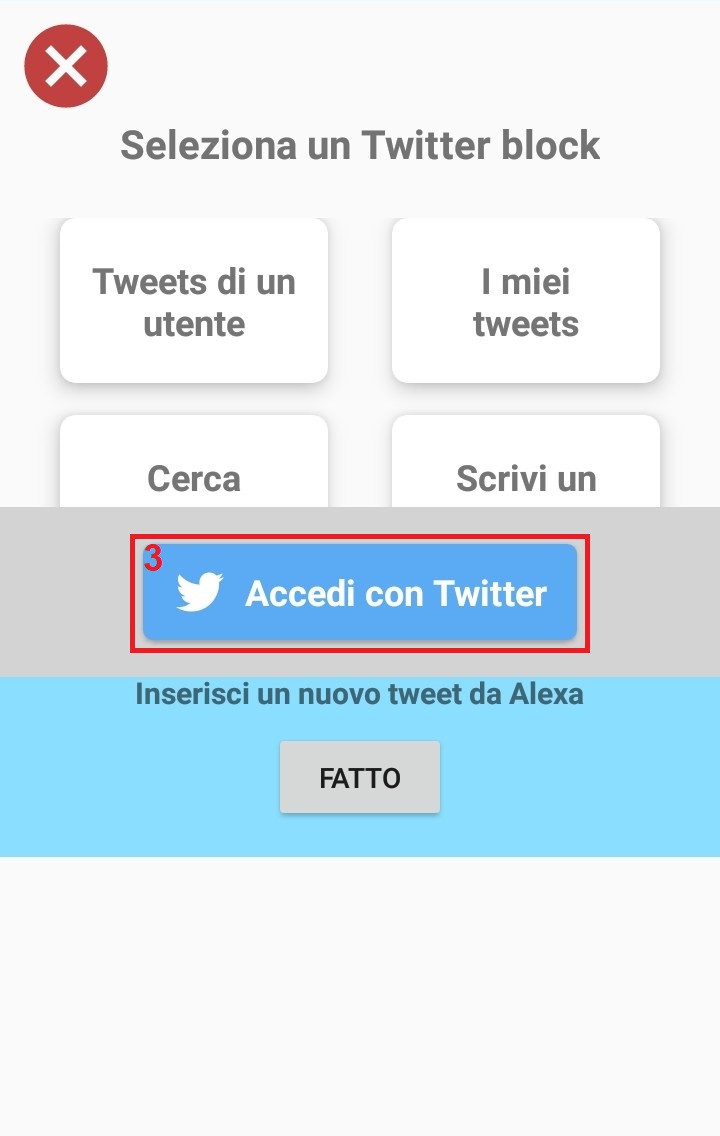 Seleziona un Twitter block
Tweets di un
utente
I miei
tweets
Cerca
Scrivi un
3
Accedi con Twitter
Inserisci un nuovo tweet da Alexa
FATTO